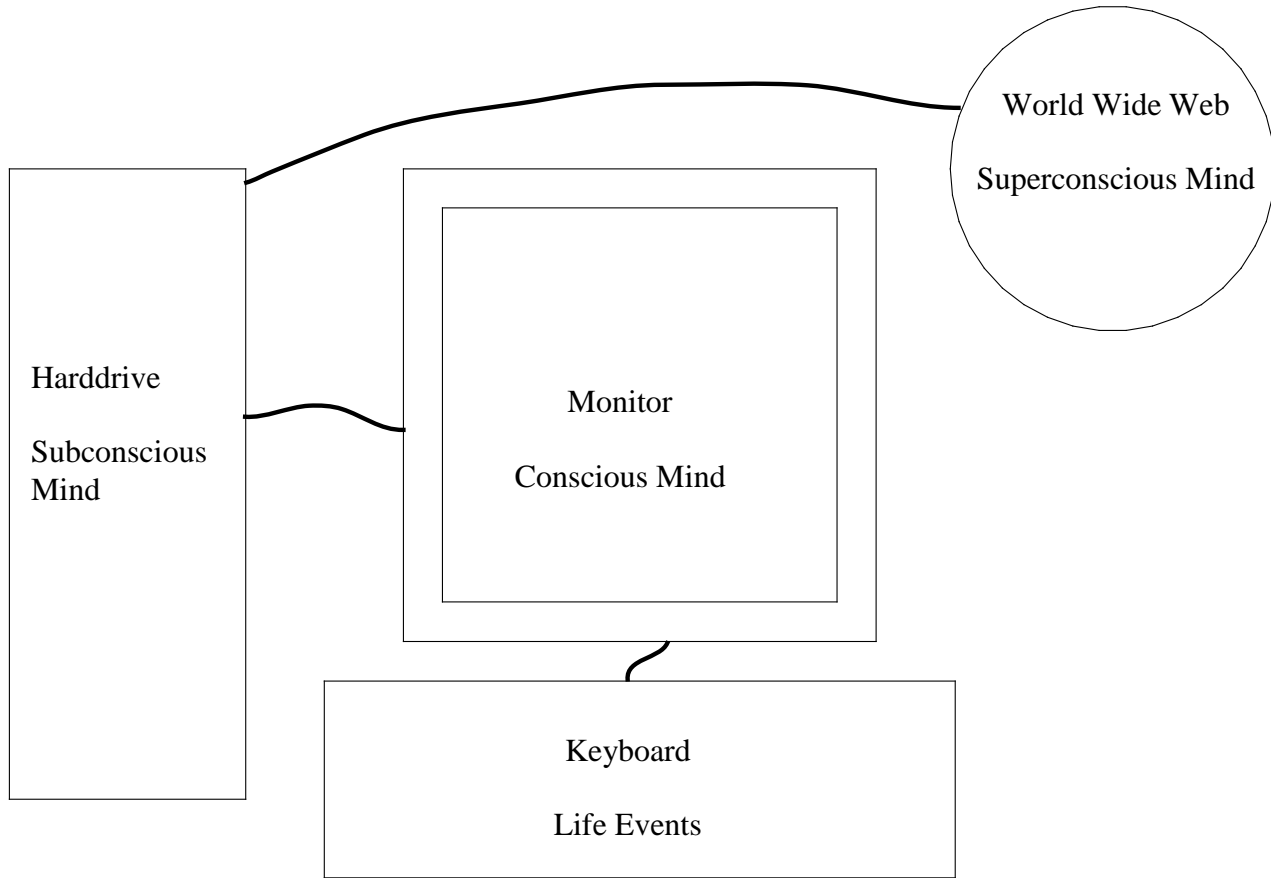 World Wide Web
Superconscious Mind
Harddrive
Subconscious
Mind
Monitor
Conscious Mind
Keyboard
Life Events